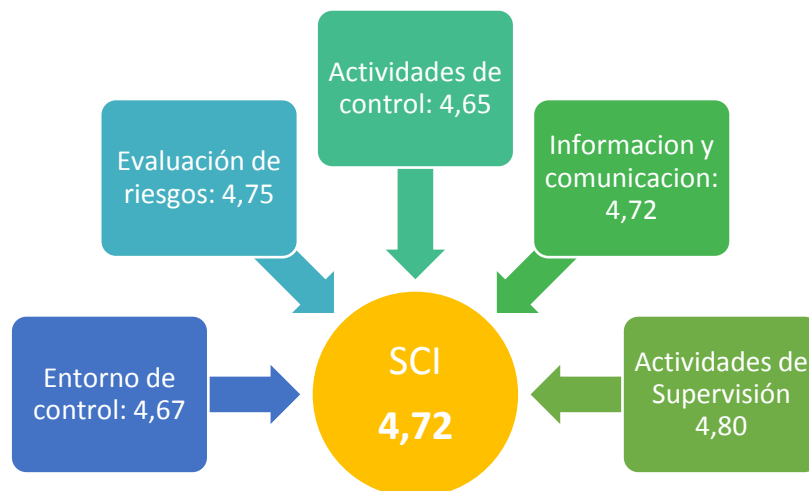 Actividades de
control: 4,65
Evaluación de
riesgos: 4,75
Informacion y
comunicacion:
4,72
Entorno de
control: 4,67
SCI
4,72
Actividades de
Supervisión
4,80